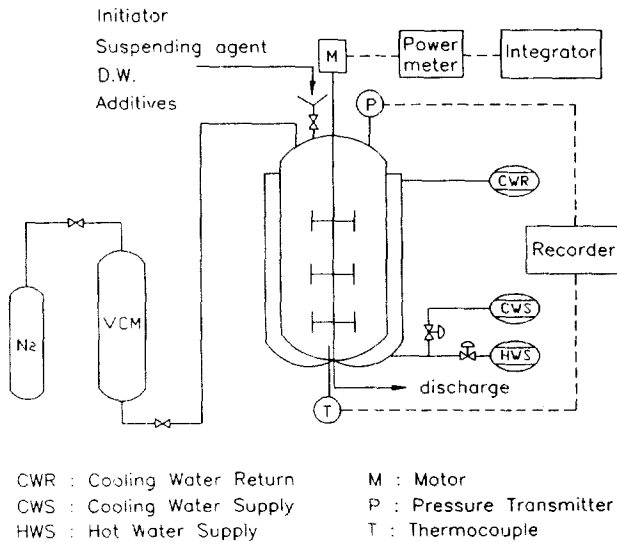 Initiator
Suspending agent
D.W.
Additives
M
Power
meter
Integrator
P
CWR
Recorder
CWS
HWS
N2
VCM
discharge
T
CWR : Cooling Water Return
CWS : Cooling Water Supply
HWS : Hot Water Supply
M : Motor
P : Pressure Transmitter
T : Thermocouple